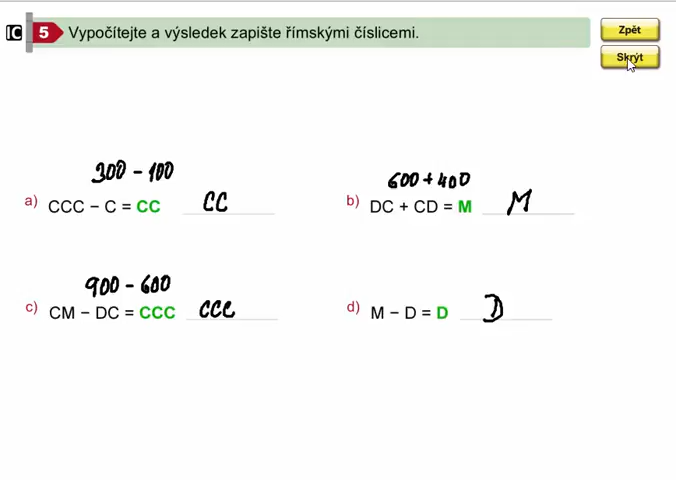 IC 5 Vypočítejte a výsledek zapište římskými číslicemi.
Zpět
Skrýt
300 - 100
a) CCC − C = CC CC
600 + 400
b) DC + CD = M M
900 - 600
c) CM − DC = CCC CCC
d) M − D = D D